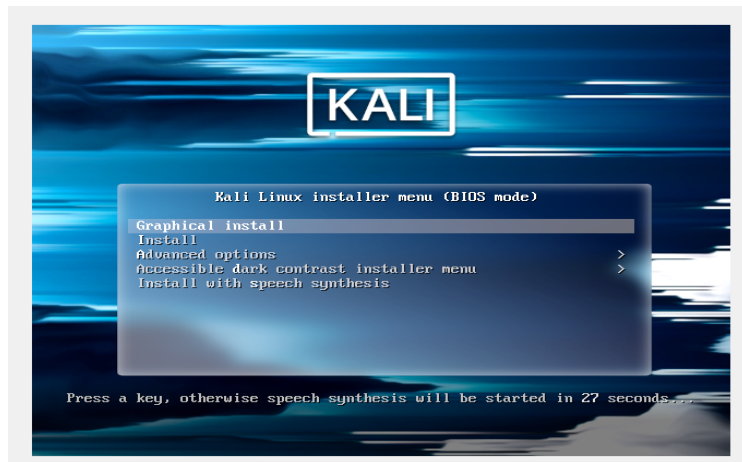 KALI
Kali Linux installer menu (BIOS mode)
Graphical install
Install
Advanced options >
Accessible dark contrast installer menu >
Install with speech synthesis
Press a key, otherwise speech synthesis will be started in 27 seconds...